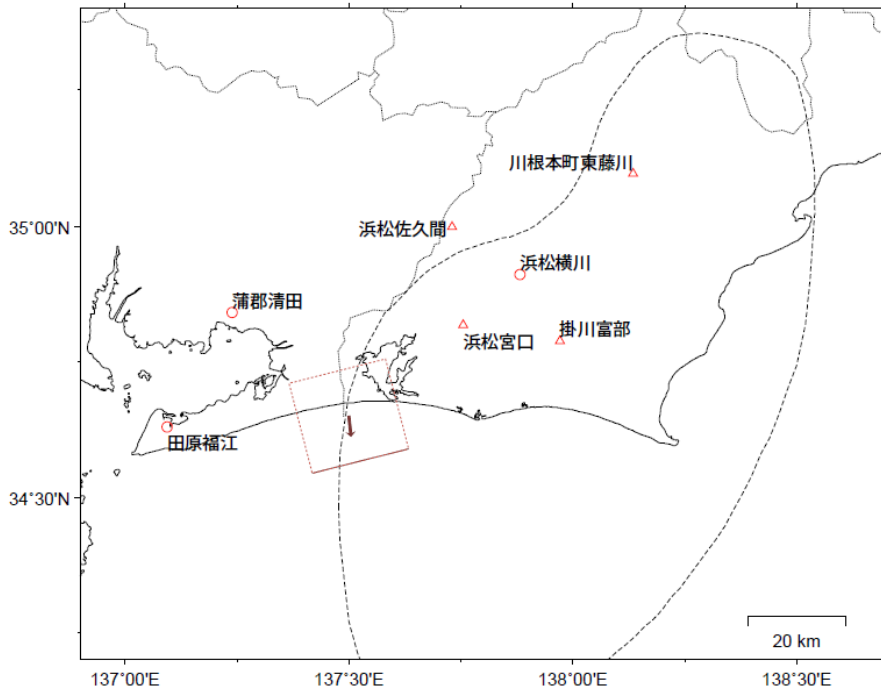 川根本町東藤川
35°00'N
浜松佐久間
浜松横川
蒲郡清田
浜松宮口
掛川富部
田原福江
34°30'N
20 km
137°00'E
137°30'E
138°00'E
138°30'E